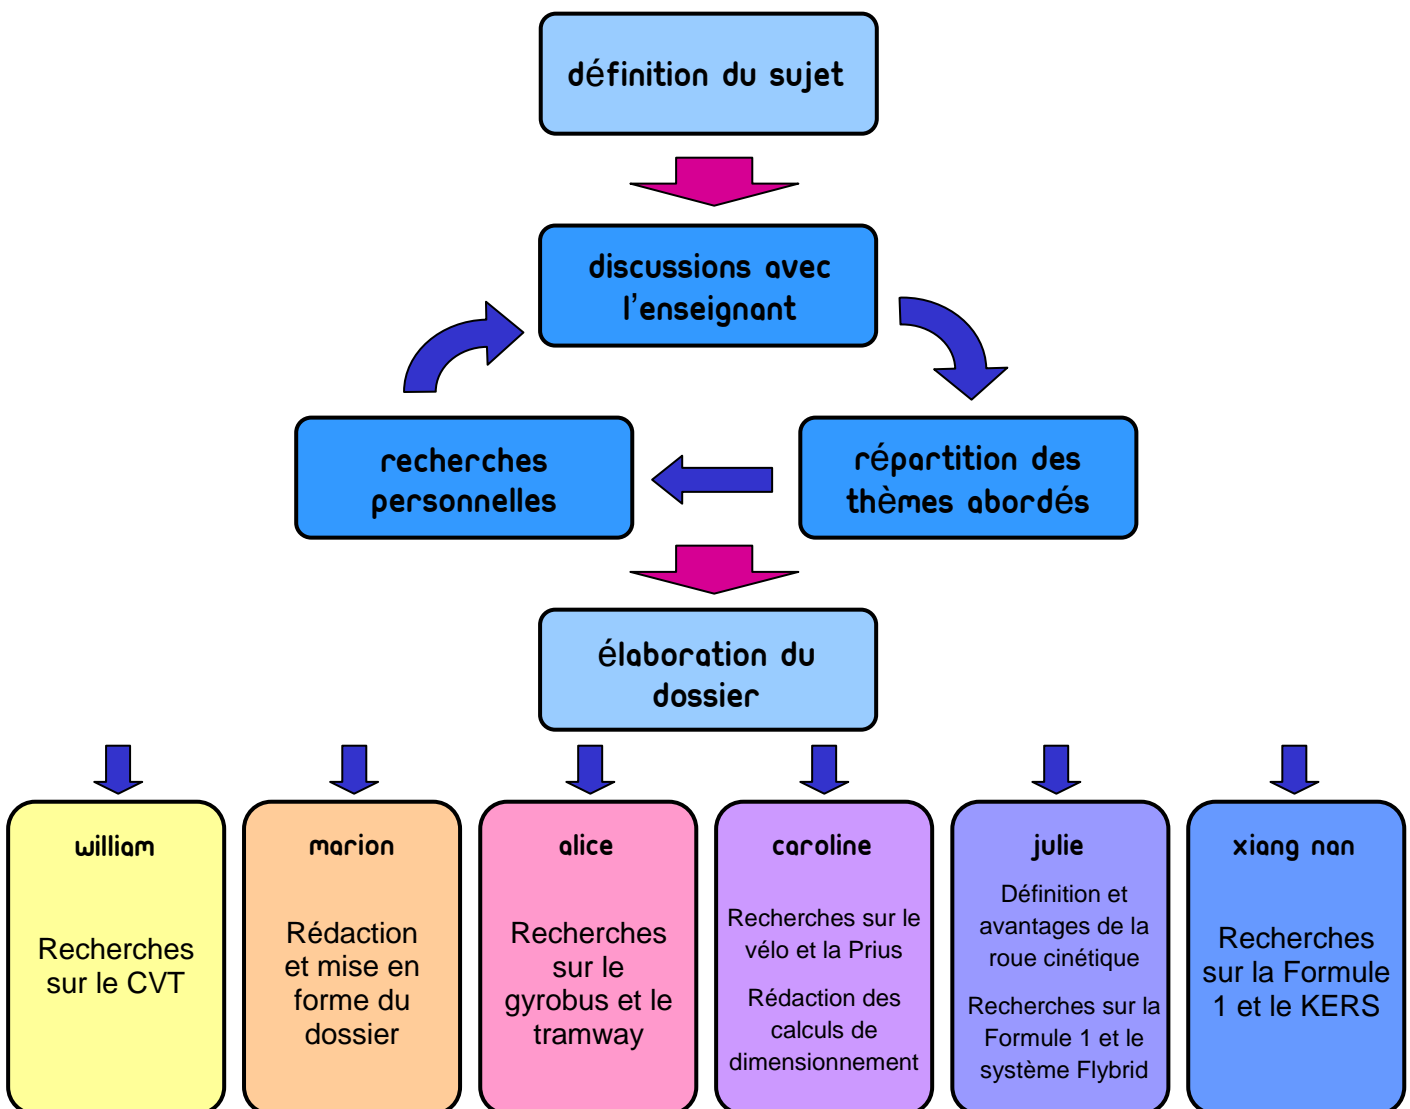 définition du sujet
discussions avec
l'enseignant
recherches
personnelles
répartition des
thèmes abordés
élaboration du
dossier
william
Recherches
sur le CVT
marion
Rédaction
et mise en
forme du
dossier
alice
Recherches
sur le
gyrobus et le
tramway
caroline
Recherches sur le
vélo et la Prius
Rédaction des
calculs de
dimensionnement
julie
Définition et
avantages de la
roue cinétique
Recherches sur la
Formule 1 et le
système Flybrid
xiang nan
Recherches
sur la Formule
1 et le KERS